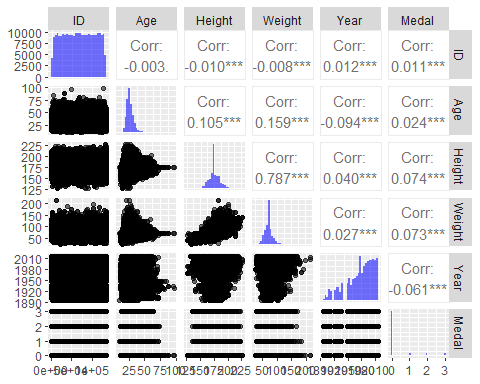 ID Age Height Weight Year Medal
10000
7500
5000
2500
0
Corr:
-0.003.
Corr:
-0.010***
Corr:
-0.008***
Corr:
0.012***
Corr:
0.011***
ID
100
75
50
25
Corr:
0.105***
Corr:
0.159***
Corr:
-0.094***
Corr:
0.024***
Age
225
200
175
150
125
Corr:
0.787***
Corr:
0.040***
Corr:
0.074***
Height
200
150
100
50
Corr:
0.027***
Corr:
0.073***
Weight
2010
1980
1950
1920
1890
Corr:
-0.061***
Year
3
2
1
0
Medal
25 50 75 100
0 1 2 3